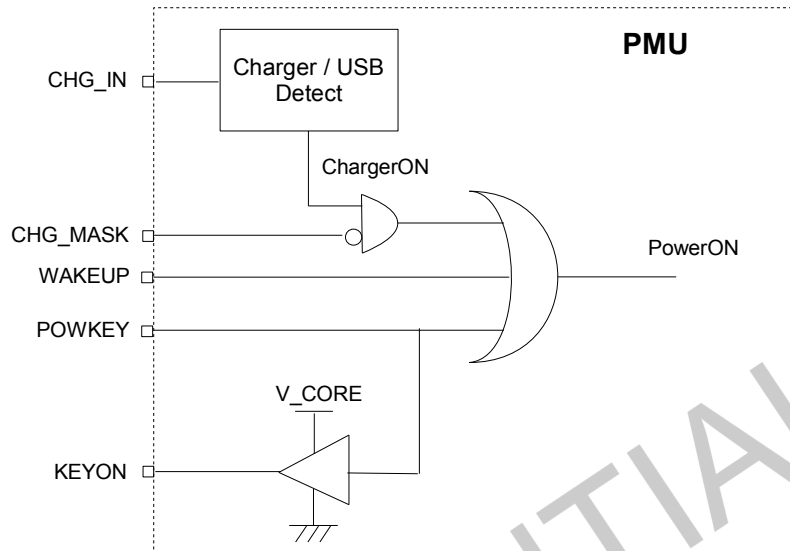 PMU
CHG_IN
Charger / USB
Detect
ChargerON
CHG_MASK
PowerON
WAKEUP
POWKEY
V_CORE
KEYON